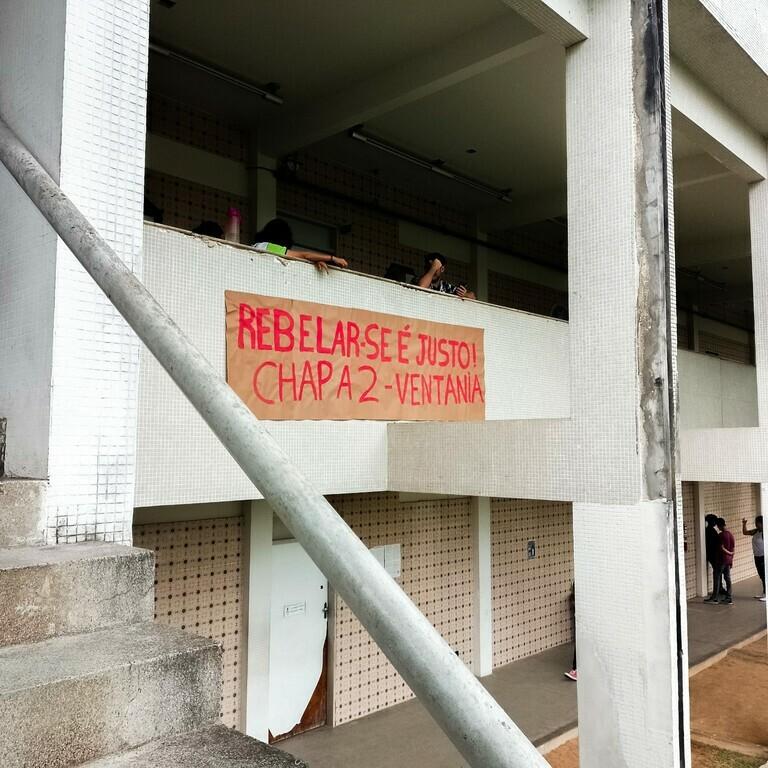 REBELAR-SE É JUSTO!
CHAPA 2 - VENTANIA